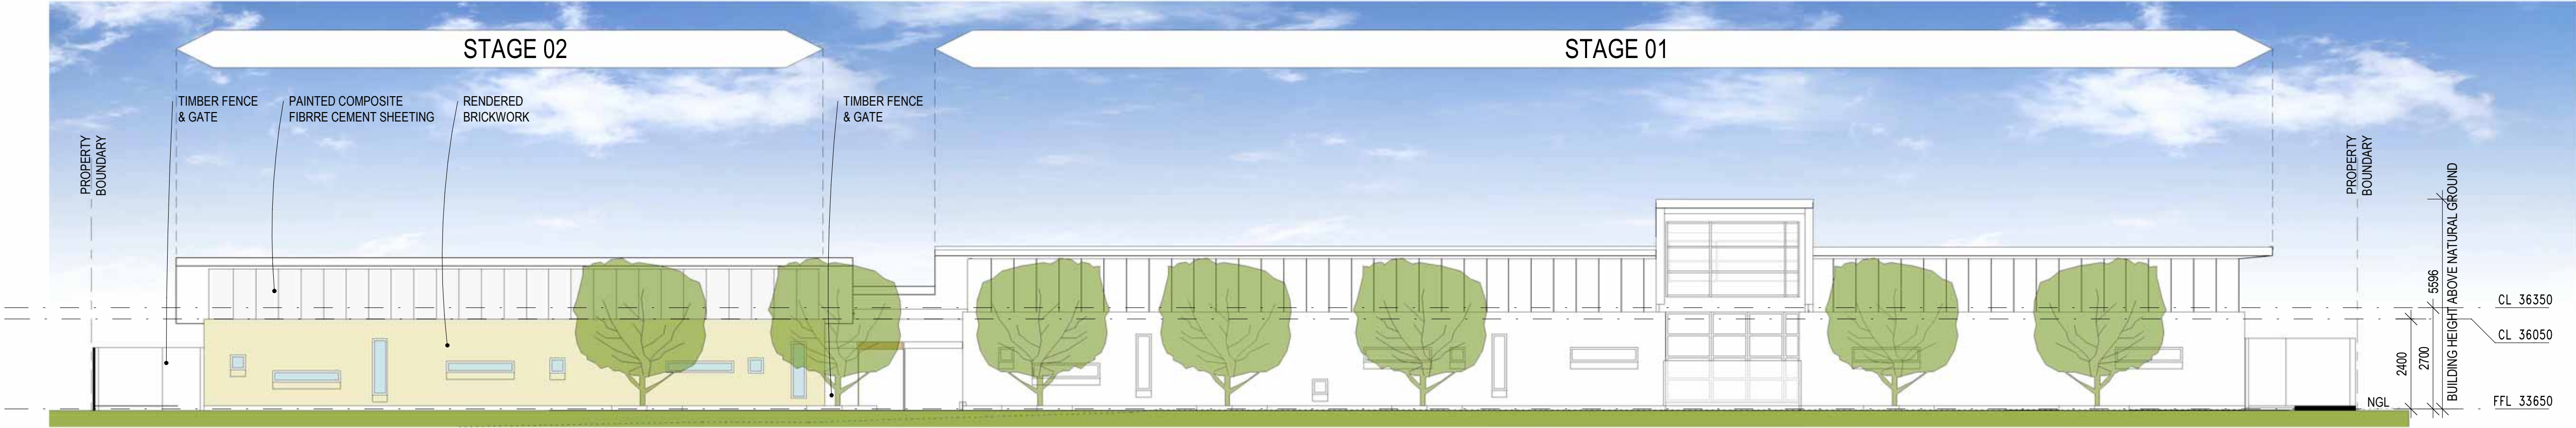 STAGE 02
STAGE 01
TIMBER FENCE
& GATE
PAINTED COMPOSITE
FIBRRE CEMENT SHEETING
RENDERED
BRICKWORK
TIMBER FENCE
& GATE
PROPERTY
BOUNDARY
PROPERTY
BOUNDARY
BUILDING HEIGHT ABOVE NATURAL GROUND
5596
2700
2400
CL 36350
CL 36050
NGL
FFL 33650